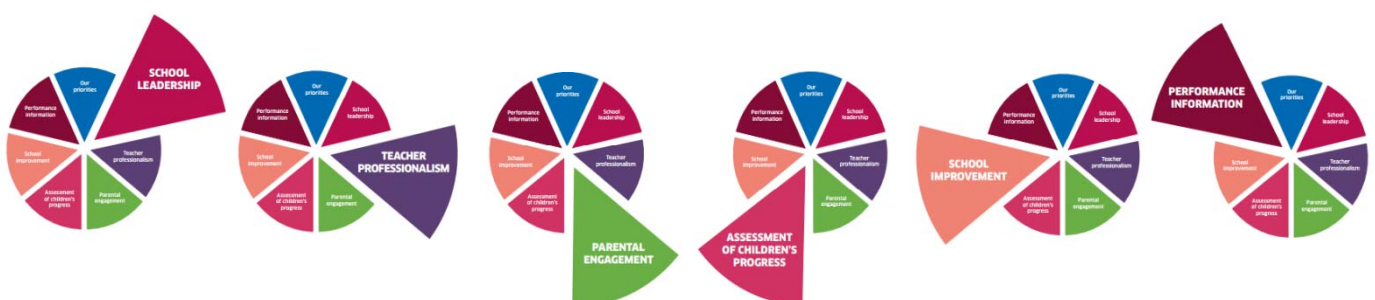 SCHOOL
LEADERSHIP
Our
priorities
Performance
information
School
improvement
Teacher
professionalism
Assessment
of children's
progress
Parental
engagement
Our
priorities
Performance
information
School
leadership
School
improvement
TEACHER
PROFESSIONALISM
Assessment
of children's
progress
Parental
engagement
Our
priorities
Performance
information
School
leadership
School
improvement
Teacher
professionalism
Assessment
of children's
progress
PARENTAL
ENGAGEMENT
Our
priorities
Performance
information
School
leadership
School
improvement
Teacher
professionalism
Parental
engagement
ASSESSMENT
OF CHILDREN'S
PROGRESS
Our
priorities
Performance
information
School
leadership
SCHOOL
IMPROVEMENT
Teacher
professionalism
Assessment
of children's
progress
Parental
engagement
PERFORMANCE
INFORMATION
Our
priorities
School
leadership
School
improvement
Teacher
professionalism
Assessment
of children's
progress
Parental
engagement